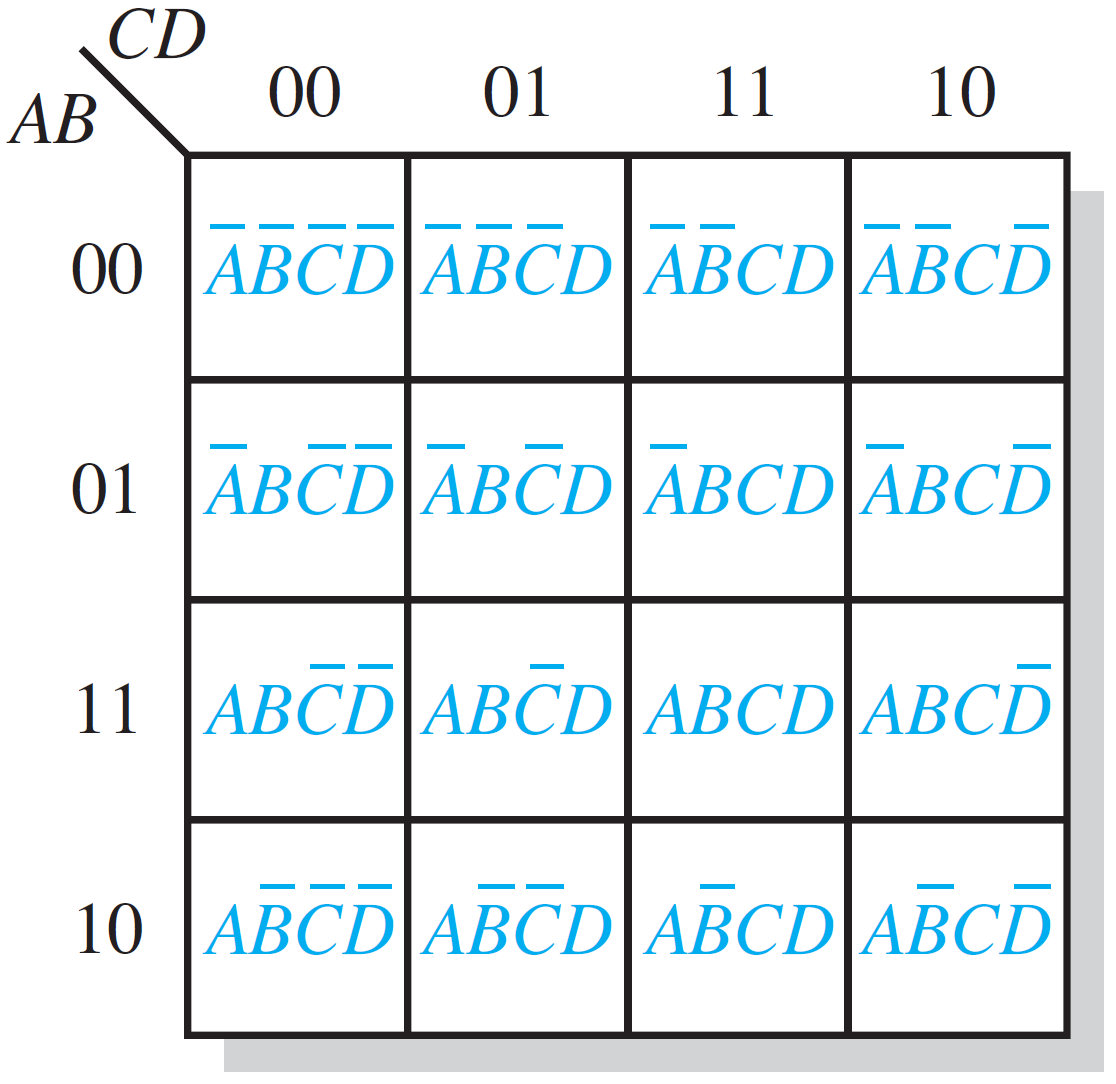 CD
AB
00 01 11 10
00 A̅B̅C̅D̅ A̅B̅C̅D A̅B̅CD A̅B̅CD̅
01 A̅BC̅D̅ A̅BC̅D A̅BCD A̅BCD̅
11 ABC̅D̅ ABC̅D ABCD ABCD̅
10 AB̅C̅D̅ AB̅C̅D AB̅CD AB̅CD̅